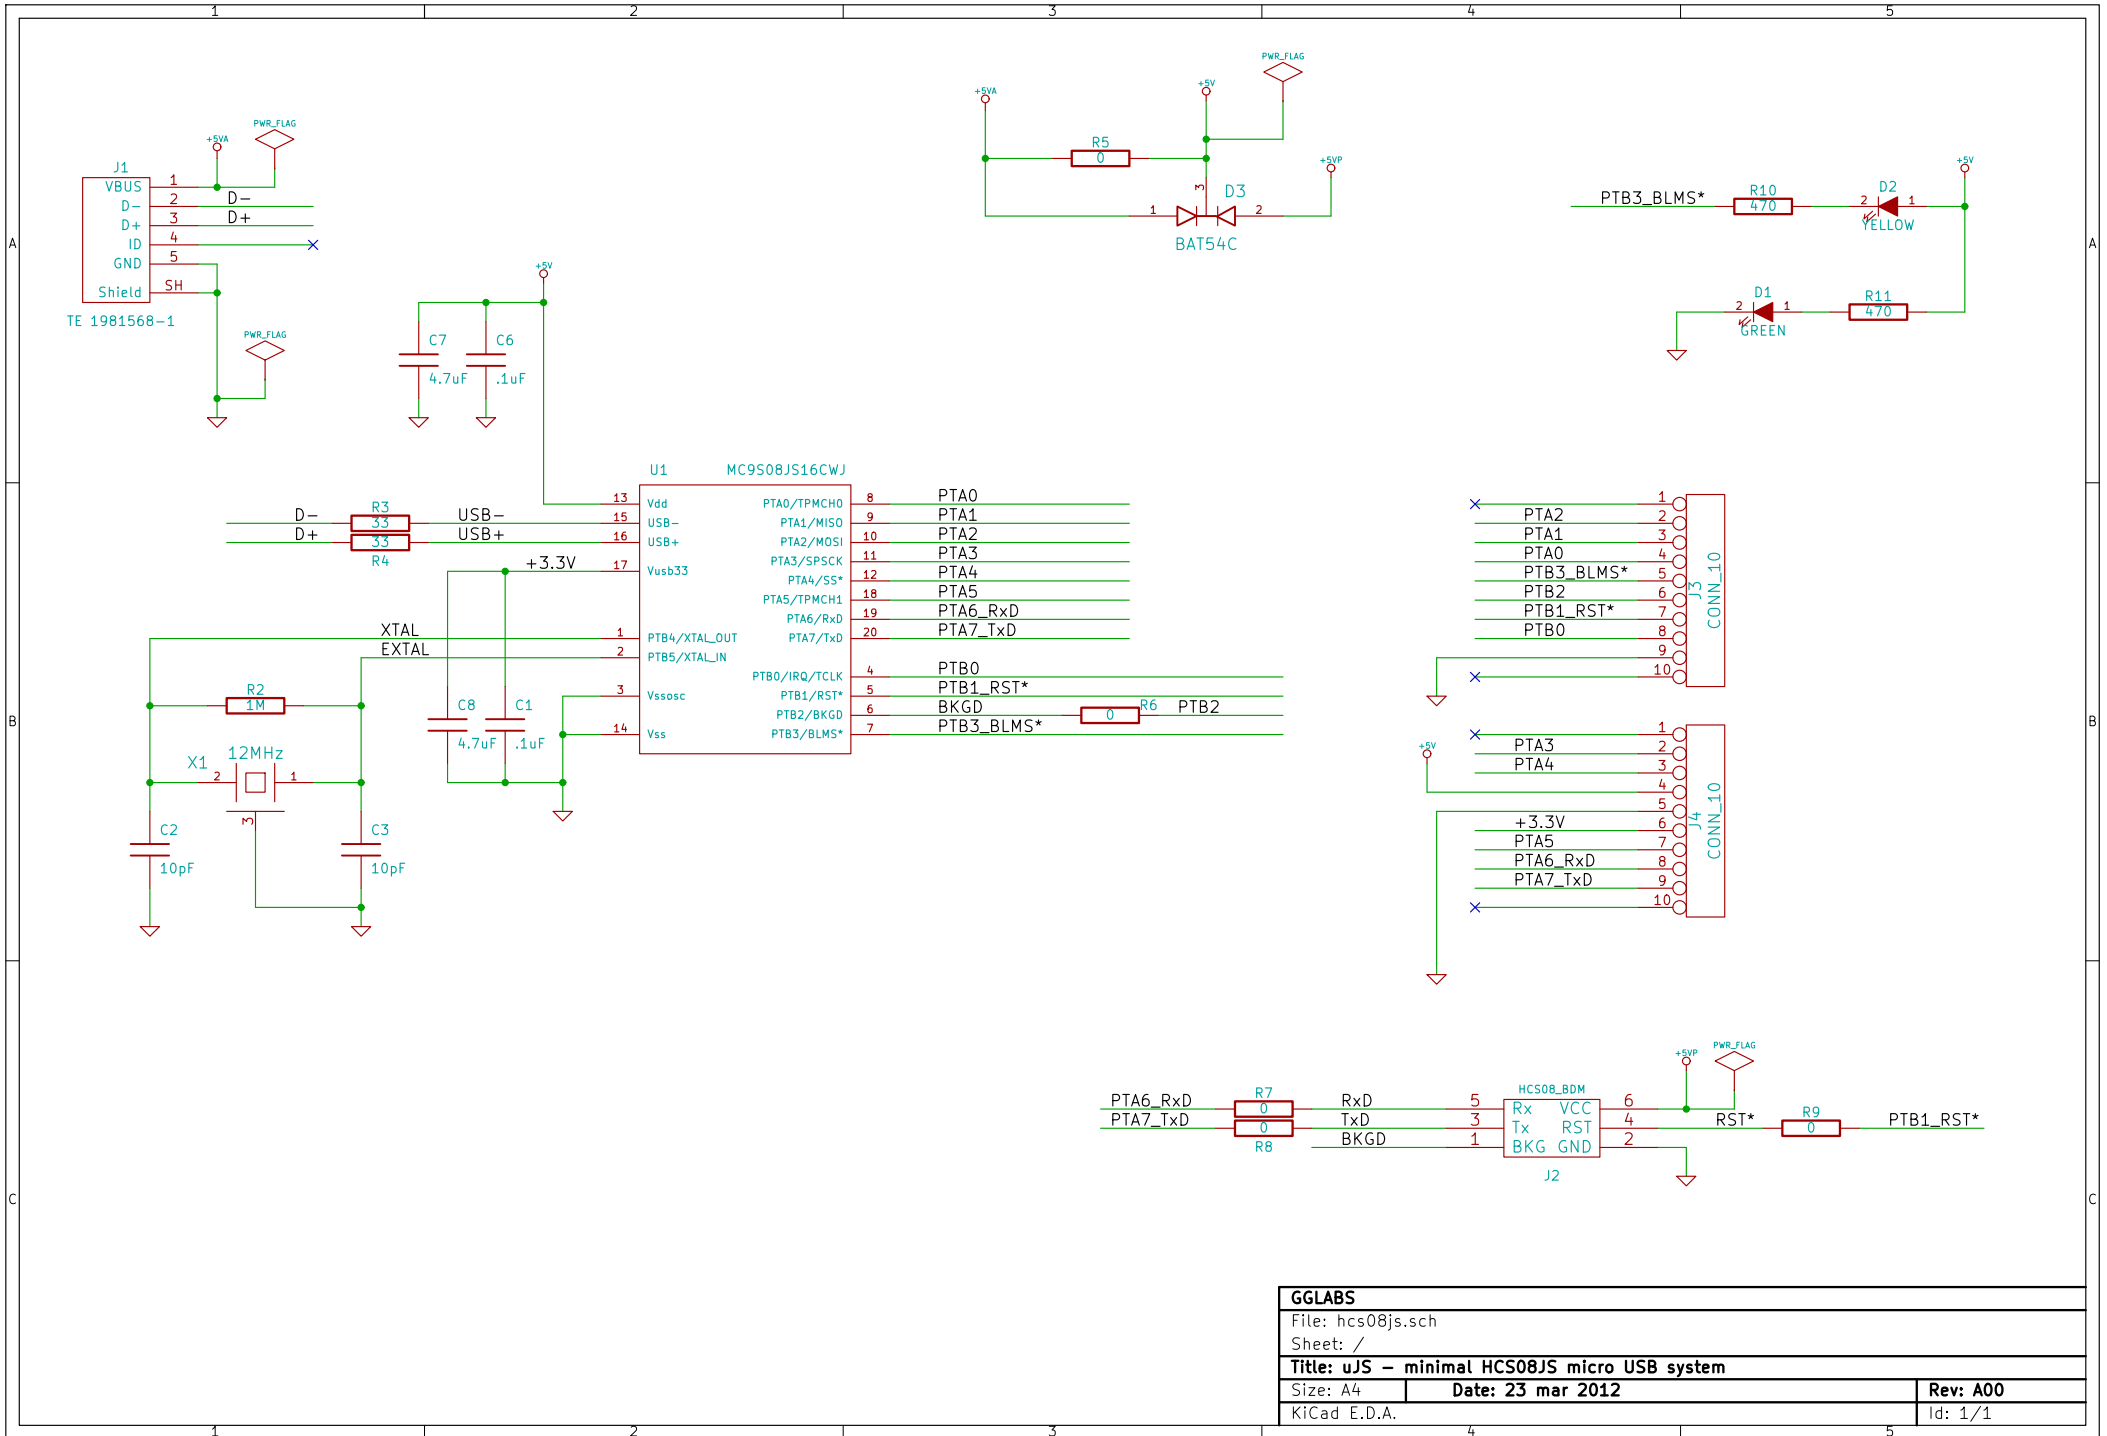 1 2 3 4 5
A
B
C
A
B
C
1 2 3 4 5
J1
VBUS 1
D- 2 D-
D+ 3 D+
ID 4
GND 5
Shield SH
TE 1981568-1
+5VA
PWR_FLAG
PWR_FLAG
+5V
C7
4.7uF
C6
.1uF
+5VA
R5
0
+5V
PWR_FLAG
+5VP
3
D3
1 2
BAT54C
+5V
PTB3_BLMS*
R10
470
D2
2 1
YELLOW
D1
2 1
GREEN
R11
470
U1 MC9S08JS16CWJ
D- R3 33 USB- 
D+ 33 R4 USB+
+3.3V
XTAL
EXTAL
13 Vdd
15 USB-
16 USB+
17 Vusb33
1 PTB4/XTAL_OUT
2 PTB5/XTAL_IN
3 Vssosc
14 Vss
PTA0/TPMCH0 8 PTA0
PTA1/MISO 9 PTA1
PTA2/MOSI 10 PTA2
PTA3/SPSCK 11 PTA3
PTA4/SS* 12 PTA4
PTA5/TPMCH1 18 PTA5
PTA6/RxD 19 PTA6_RxD
PTA7/TxD 20 PTA7_TxD
PTB0/IRQ/TCLK 4 PTB0
PTB1/RST* 5 PTB1_RST*
PTB2/BKGD 6 BKGD 0 R6 PTB2
PTB3/BLMS* 7 PTB3_BLMS*
R2
1M
12MHz
X1
2 1
3
C2
10pF
C3
10pF
C8
4.7uF
C1
.1uF
1
PTA2 2
PTA1 3
PTA0 4
PTB3_BLMS* 5
PTB2 6
PTB1_RST* 7
PTB0 8
9
10
J3
CONN_10
+5V
1
PTA3 2
PTA4 3
4
5
+3.3V 6
PTA5 7
PTA6_RxD 8
PTA7_TxD 9
10
J4
CONN_10
+5VP
PWR_FLAG
HCS08_BDM
PTA6_RxD R7 0 RxD 5 Rx VCC 6
PTA7_TxD 0 R8 TxD 3 Tx RST 4 RST* R9 0 PTB1_RST*
BKGD 1 BKG GND 2
J2
GGLABS
File: hcs08js.sch
Sheet: /
Title: uJS - minimal HCS08JS micro USB system
Size: A4 Date: 23 mar 2012 Rev: A00
KiCad E.D.A. Id: 1/1